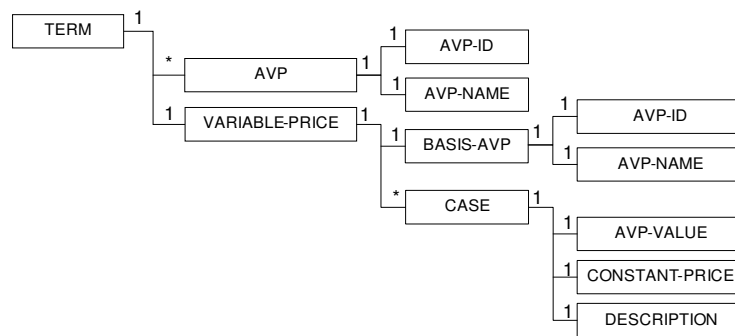 TERM
1
*
AVP
1
1
AVP-ID
1
AVP-NAME
1
VARIABLE-PRICE
1
1
BASIS-AVP
1
1
AVP-ID
1
AVP-NAME
*
CASE
1
1
AVP-VALUE
1
CONSTANT-PRICE
1
DESCRIPTION